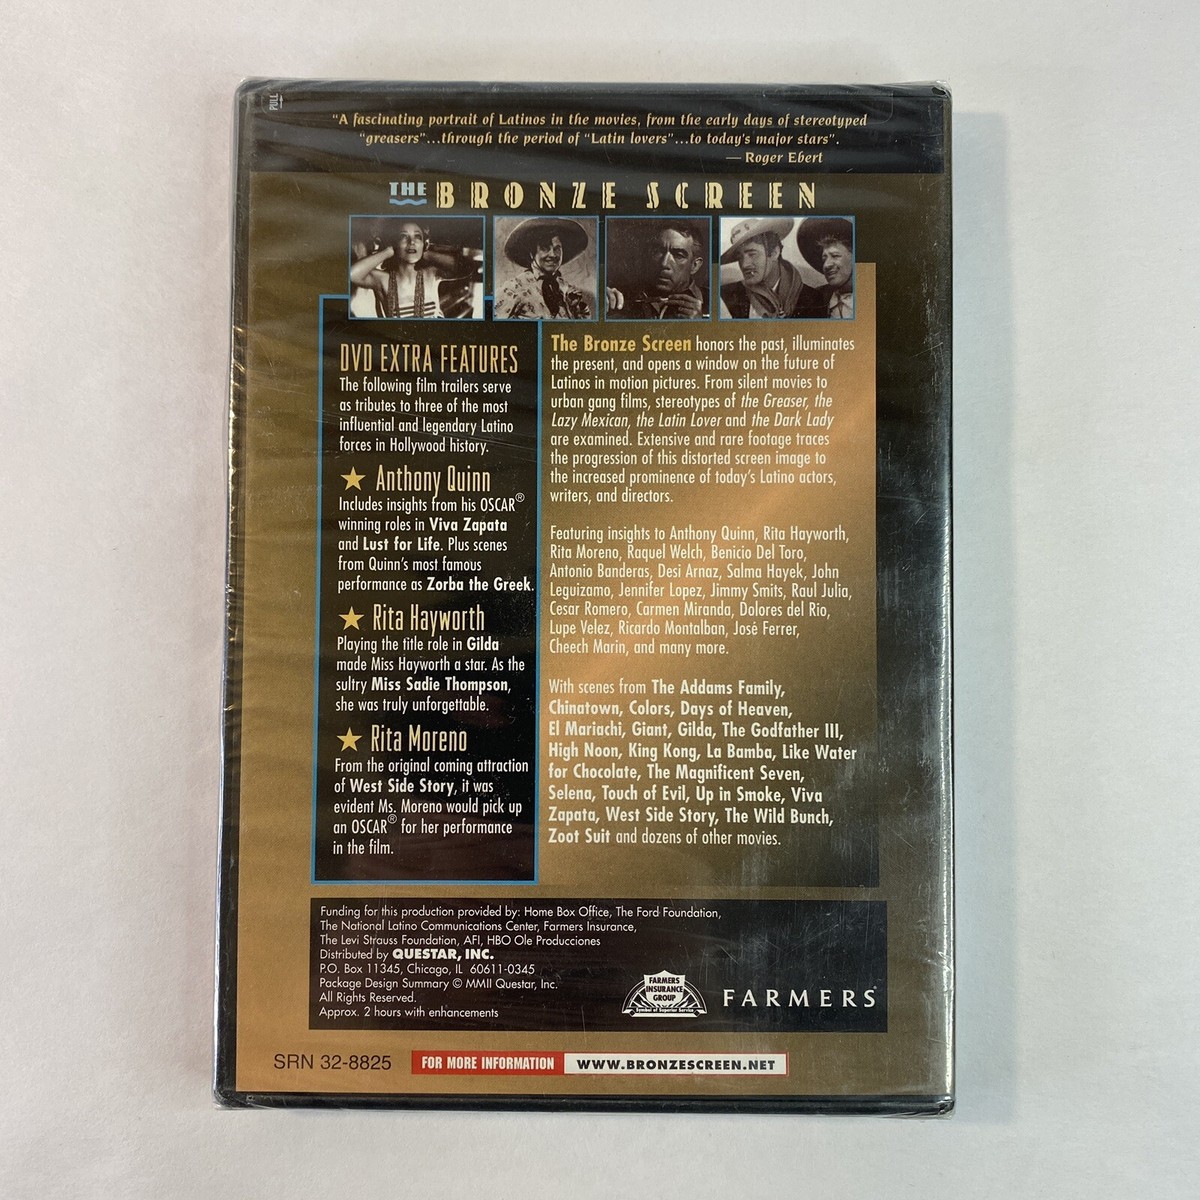 PULL
"A fascinating portrait of Latinos in the movies, from the early days of stereotyped
"greasers"...through the period of "Latin lovers"...to today's major stars".
— Roger Ebert
THE BRONZE SCREEN
DVD EXTRA FEATURES
The following film trailers serve
as tributes to three of the most
influential and legendary Latino
forces in Hollywood history.
★ Anthony Quinn
Includes insights from his OSCAR®
winning roles in Viva Zapata
and Lust for Life. Plus scenes
from Quinn's most famous
performance as Zorba the Greek.
★ Rita Hayworth
Playing the title role in Gilda
made Miss Hayworth a star. As the
sultry Miss Sadie Thompson,
she was truly unforgettable.
★ Rita Moreno
From the original coming attraction
of West Side Story, it was
evident Ms. Moreno would pick up
an OSCAR® for her performance
in the film.
The Bronze Screen honors the past, illuminates
the present, and opens a window on the future of
Latinos in motion pictures. From silent movies to
urban gang films, stereotypes of the Greaser, the
Lazy Mexican, the Latin Lover and the Dark Lady
are examined. Extensive and rare footage traces
the progression of this distorted screen image to
the increased prominence of today's Latino actors,
writers, and directors.
Featuring insights to Anthony Quinn, Rita Hayworth,
Rita Moreno, Raquel Welch, Benicio Del Toro,
Antonio Banderas, Desi Arnaz, Salma Hayek, John
Leguizamo, Jennifer Lopez, Jimmy Smits, Raul Julia,
Cesar Romero, Carmen Miranda, Dolores del Rio,
Lupe Velez, Ricardo Montalban, José Ferrer,
Cheech Marin, and many more.
With scenes from The Addams Family,
Chinatown, Colors, Days of Heaven,
El Mariachi, Giant, Gilda, The Godfather III,
High Noon, King Kong, La Bamba, Like Water
for Chocolate, The Magnificent Seven,
Selena, Touch of Evil, Up in Smoke, Viva
Zapata, West Side Story, The Wild Bunch,
Zoot Suit and dozens of other movies.
Funding for this production provided by: Home Box Office, The Ford Foundation,
The National Latino Communications Center, Farmers Insurance,
The Levi Strauss Foundation, AFI, HBO Ole Producciones
Distributed by QUESTAR, INC.
P.O. Box 11345, Chicago, IL 60611-0345
Package Design Summary © MMII Questar, Inc.
All Rights Reserved.
Approx. 2 hours with enhancements
FARMERS
INSURANCE
GROUP
Symbol of Superior Service
FARMERS®
SRN 32-8825
FOR MORE INFORMATION WWW.BRONZESCREEN.NET